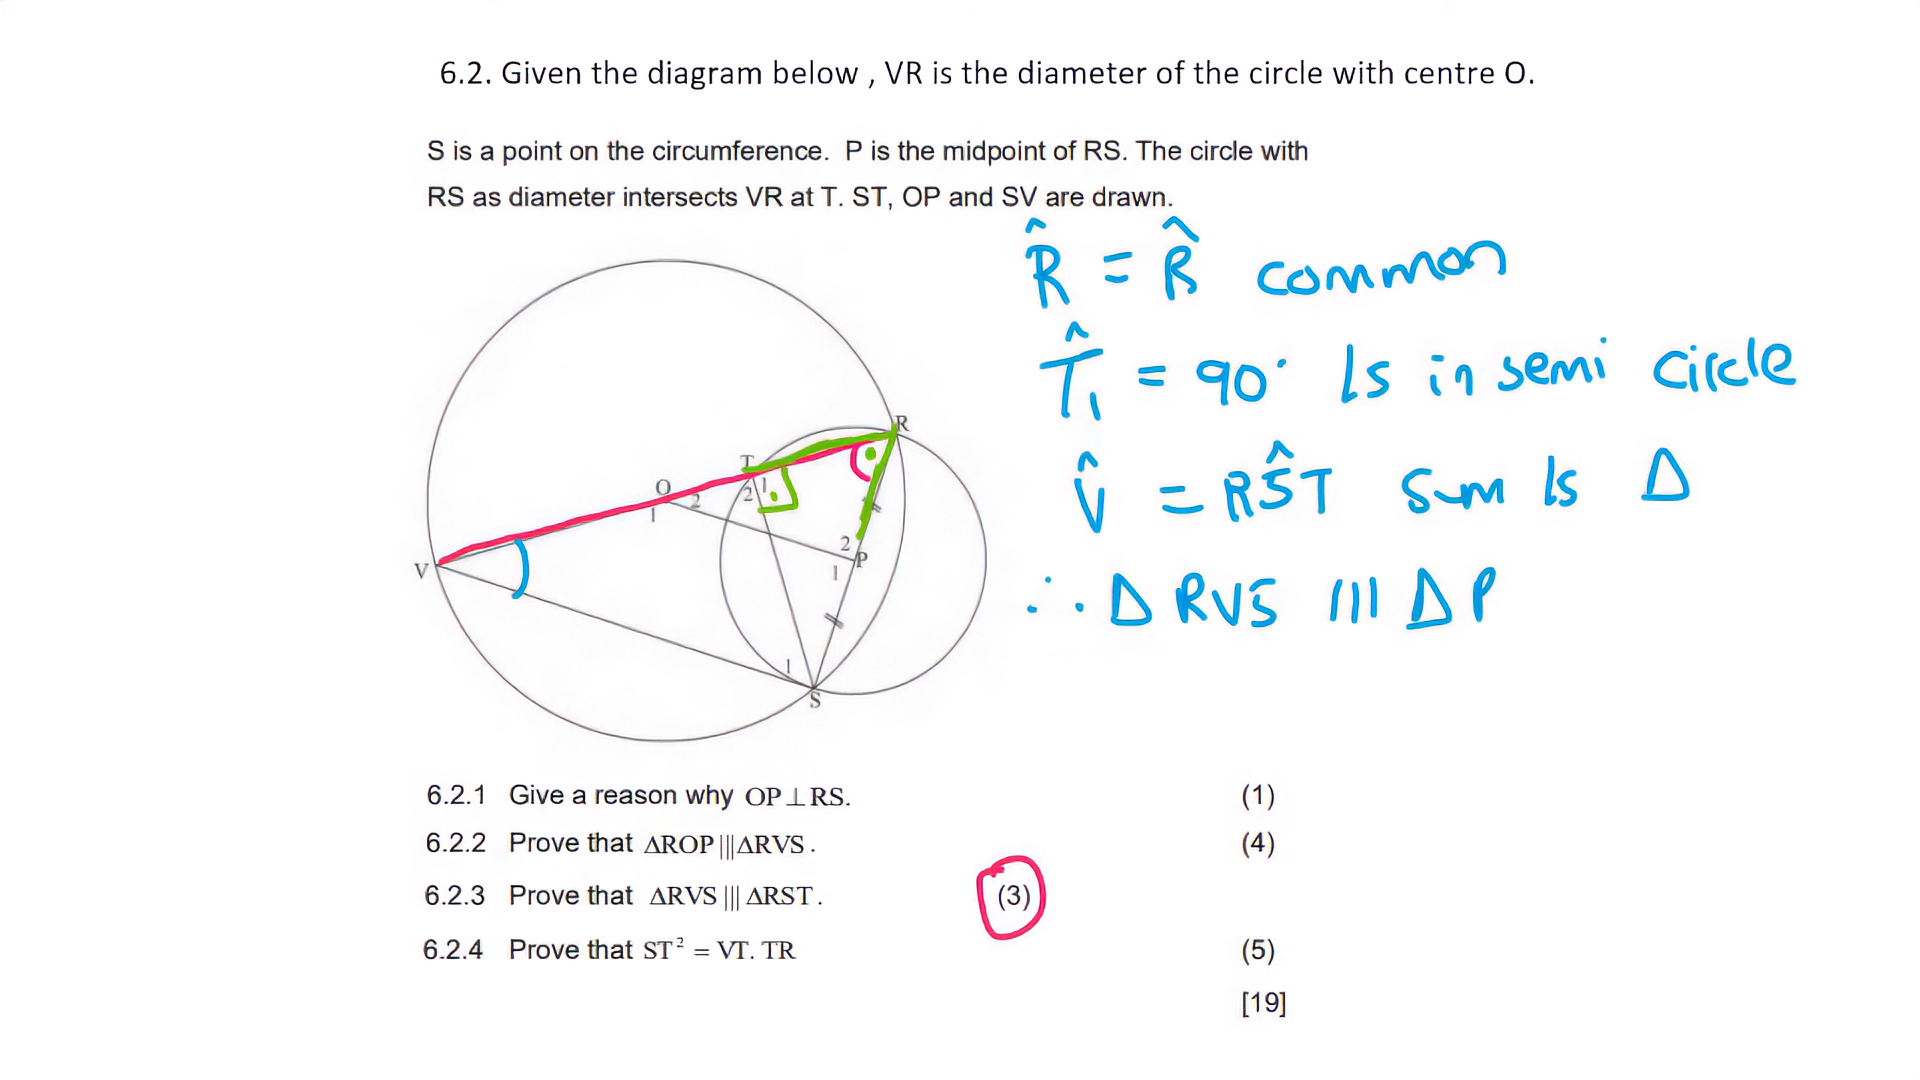 6.2. Given the diagram below , VR is the diameter of the circle with centre O.
S is a point on the circumference. P is the midpoint of RS. The circle with
RS as diameter intersects VR at T. ST, OP and SV are drawn.
R̂ = R̂ common
T̂₁ = 90° ∠s in semi circle
V̂ = RŜT sum ∠s Δ
∴ Δ RVS ||| Δ P
R
T
1
2
O
2
1
2
P
1
V
1
S
6.2.1 Give a reason why OP ⊥ RS. (1)
6.2.2 Prove that ΔROP ||| ΔRVS . (4)
6.2.3 Prove that ΔRVS ||| ΔRST . (3)
6.2.4 Prove that ST² = VT. TR (5)
[19]